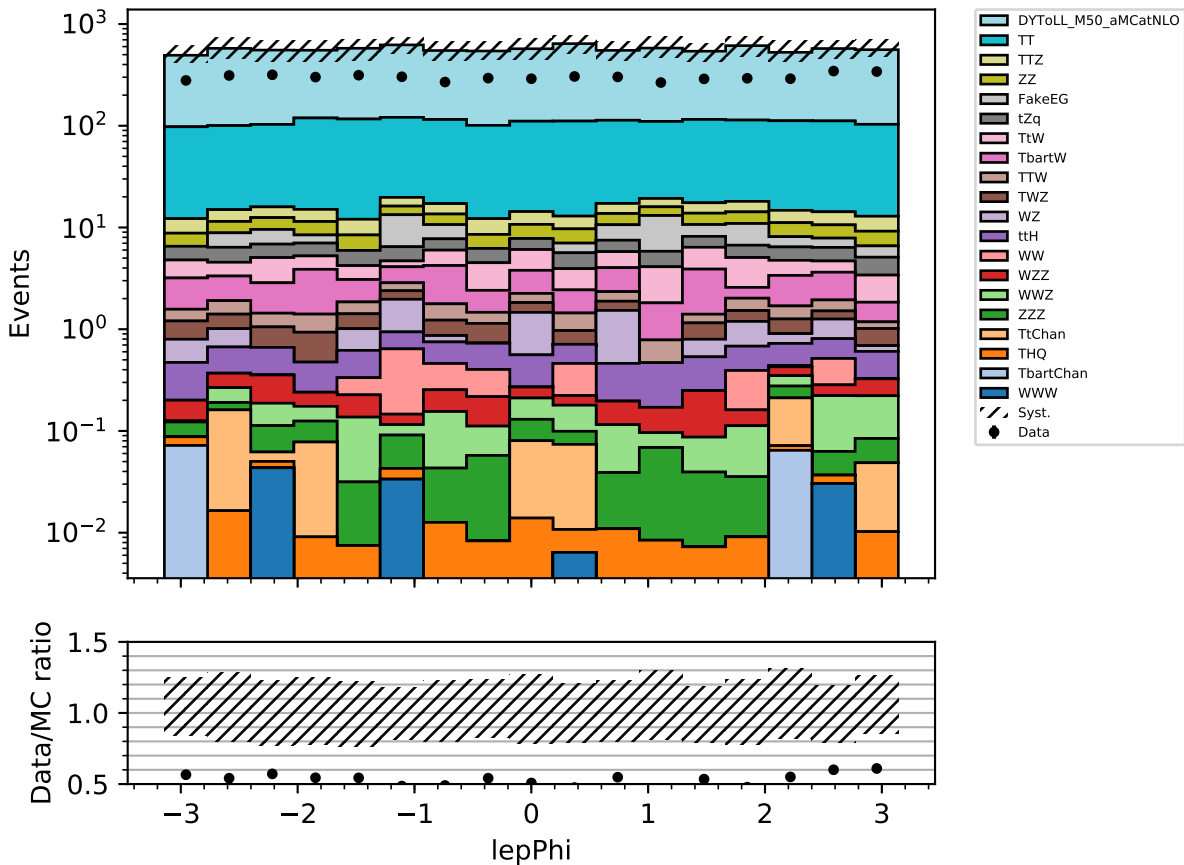 10³
10²
10¹
10⁰
10⁻¹
10⁻²
Events
DYToLL_M50_aMCatNLO
TT
TTZ
ZZ
FakeEG
tZq
TtW
TbartW
TTW
TWZ
WZ
ttH
WW
WZZ
WWZ
ZZZ
TtChan
THQ
TbartChan
WWW
Syst.
Data
1.5
1.0
0.5
Data/MC ratio
−3 −2 −1 0 1 2 3
lepPhi